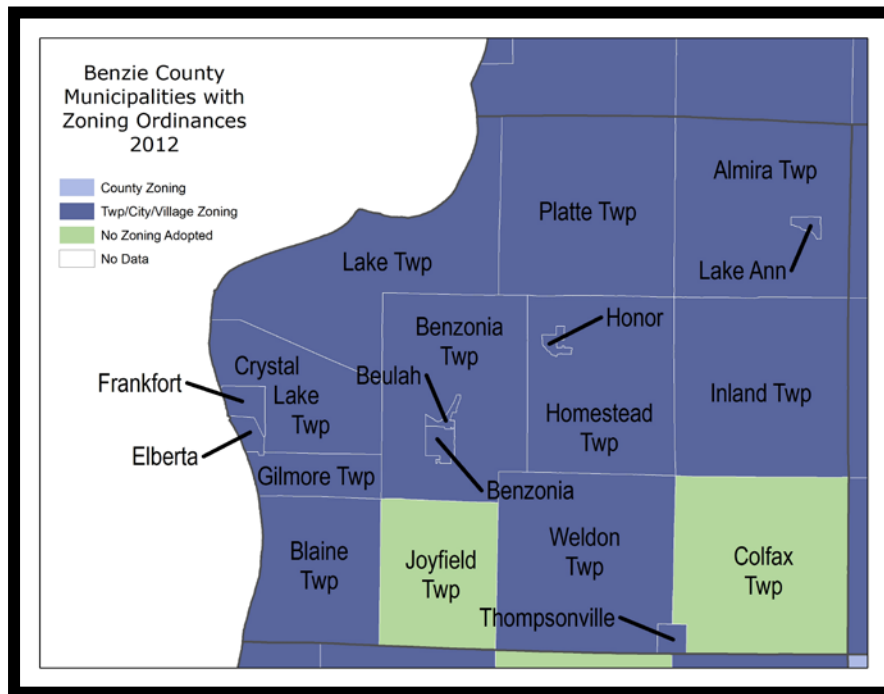 Benzie County
Municipalities with
Zoning Ordinances
2012
County Zoning
Twp/City/Village Zoning
No Zoning Adopted
No Data
Almira Twp
Platte Twp
Lake Twp
Lake Ann
Honor
Benzonia
Twp
Beulah
Crystal
Lake
Twp
Frankfort
Inland Twp
Homestead
Twp
Elberta
Gilmore Twp
Benzonia
Weldon
Twp
Blaine
Twp
Joyfield
Twp
Colfax
Twp
Thompsonville